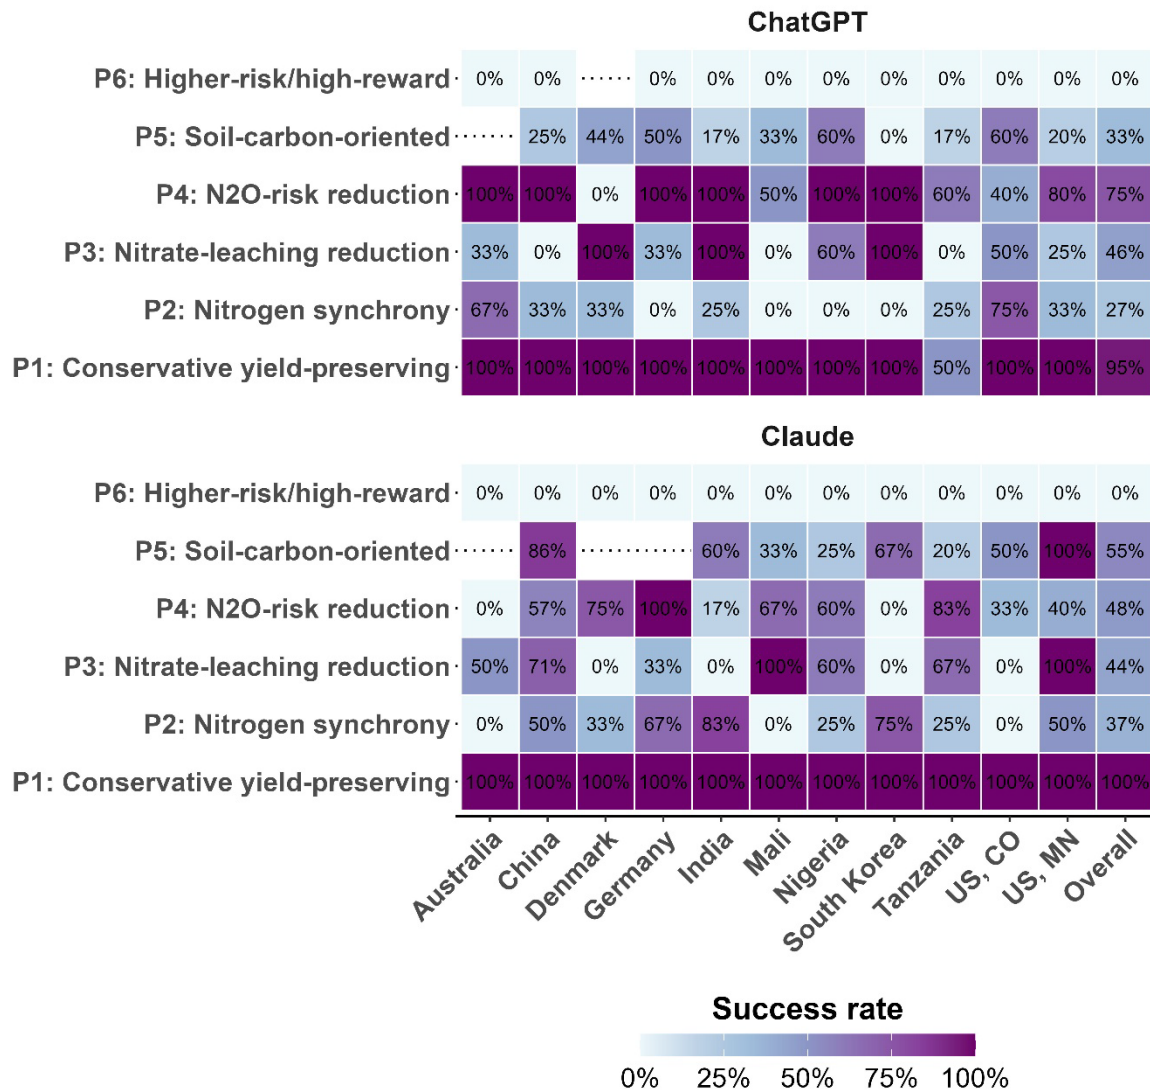 ChatGPT
P6: Higher-risk/high-reward 0% 0% 0% 0% 0% 0% 0% 0% 0% 0% 0%
P5: Soil-carbon-oriented 25% 44% 50% 17% 33% 60% 0% 17% 60% 20% 33%
P4: N2O-risk reduction 100% 100% 0% 100% 100% 50% 100% 100% 60% 40% 80% 75%
P3: Nitrate-leaching reduction 33% 0% 100% 33% 100% 0% 60% 100% 0% 50% 25% 46%
P2: Nitrogen synchrony 67% 33% 33% 0% 25% 0% 0% 0% 25% 75% 33% 27%
P1: Conservative yield-preserving 100% 100% 100% 100% 100% 100% 100% 100% 50% 100% 100% 95%
Claude
P6: Higher-risk/high-reward 0% 0% 0% 0% 0% 0% 0% 0% 0% 0% 0% 0%
P5: Soil-carbon-oriented 86% 60% 33% 25% 67% 20% 50% 100% 55%
P4: N2O-risk reduction 0% 57% 75% 100% 17% 67% 60% 0% 83% 33% 40% 48%
P3: Nitrate-leaching reduction 50% 71% 0% 33% 0% 100% 60% 0% 67% 0% 100% 44%
P2: Nitrogen synchrony 0% 50% 33% 67% 83% 0% 25% 75% 25% 0% 50% 37%
P1: Conservative yield-preserving 100% 100% 100% 100% 100% 100% 100% 100% 100% 100% 100% 100%
Australia China Denmark Germany India Mali Nigeria South Korea Tanzania US, CO US, MN Overall
Success rate
0% 25% 50% 75% 100%